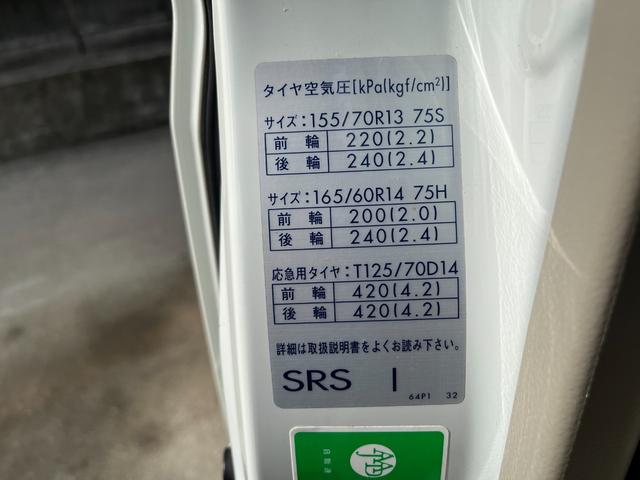 タイヤ空気圧[kPa(kgf/cm²)]
サイズ:155/70R13 75S
前輪 220(2.2)
後輪 240(2.4)
サイズ:165/60R14 75H
前輪 200(2.0)
後輪 240(2.4)
応急用タイヤ:T125/70D14
前輪 420(4.2)
後輪 420(4.2)
詳細は取扱説明書をよくお読み下さい。
SRS I
64P1 32